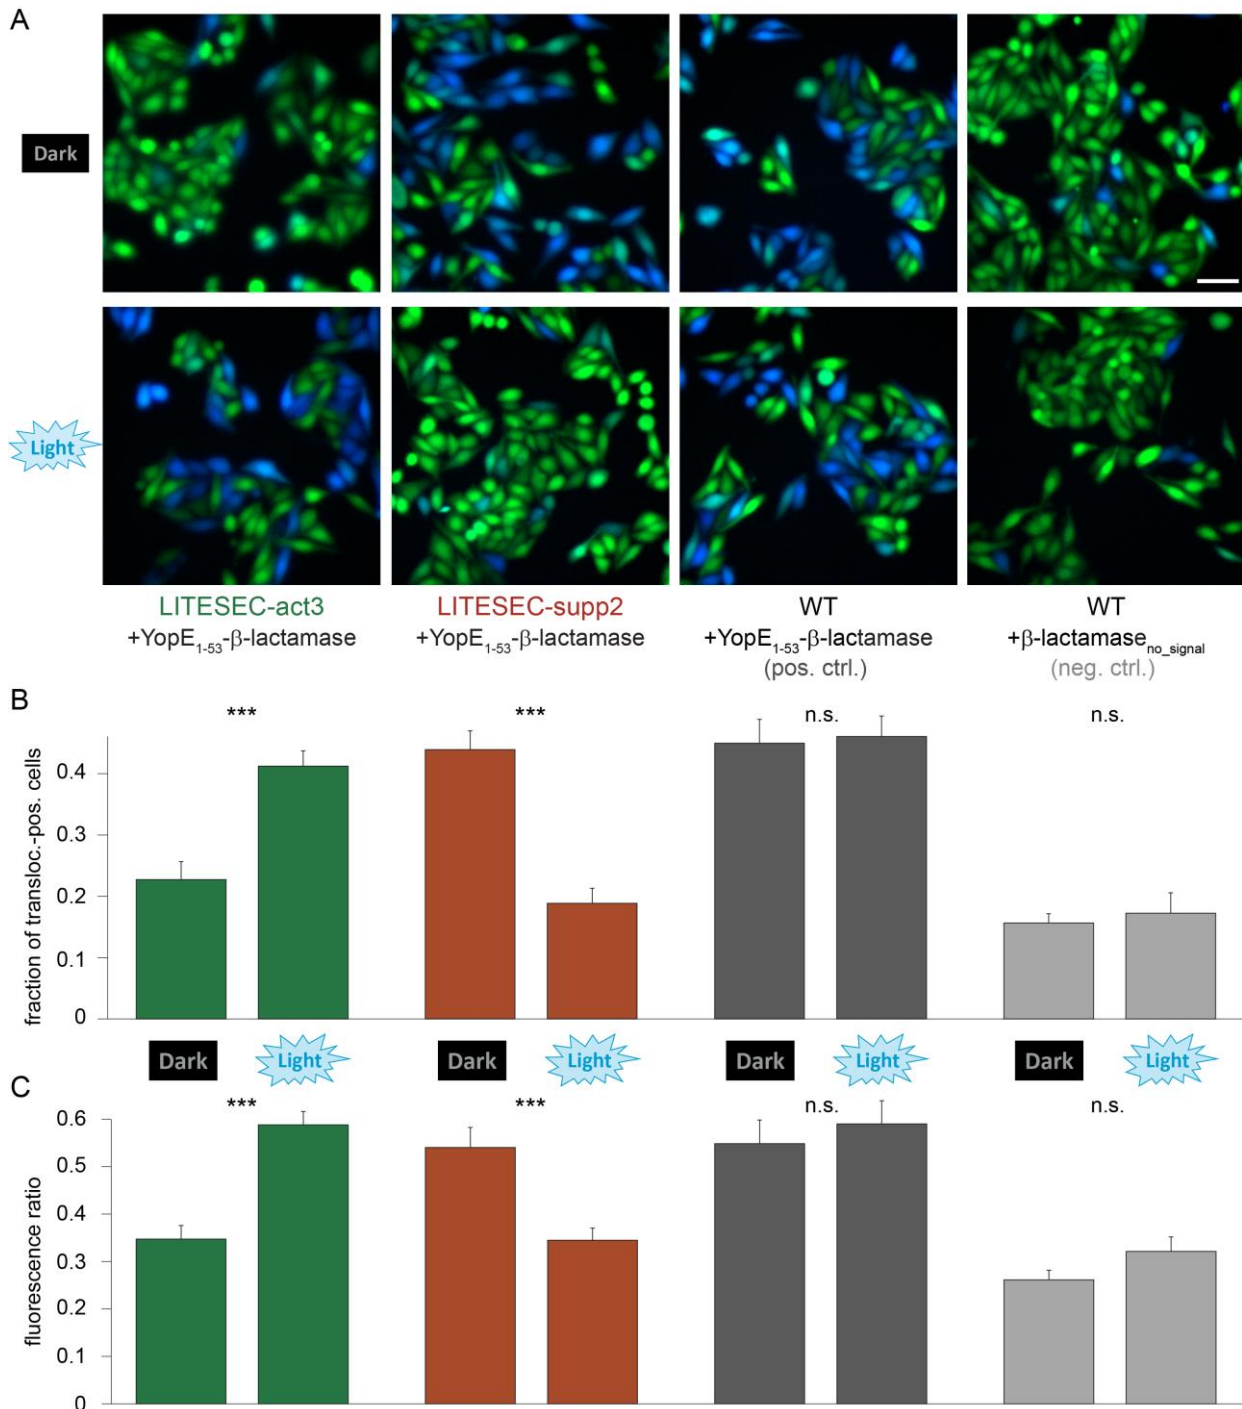 A
Dark
Light
LITESEC-act3
+YopE1-53-β-lactamase
LITESEC-supp2
+YopE1-53-β-lactamase
WT
+YopE1-53-β-lactamase
(pos. ctrl.)
WT
+β-lactamaseno_signal
(neg. ctrl.)
B
fraction of transloc.-pos. cells
0.4
0.3
0.2
0.1
0
*** *** n.s. n.s.
Dark Light Dark Light Dark Light Dark Light
C
fluorescence ratio
0.6
0.5
0.4
0.3
0.2
0.1
0
*** *** n.s. n.s.